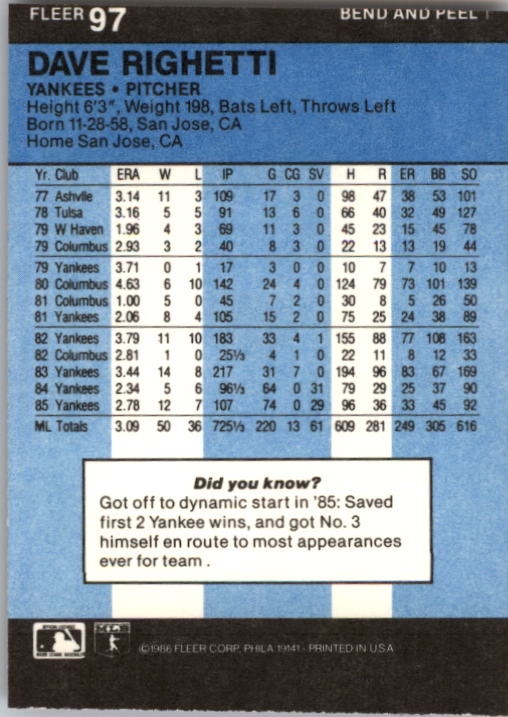 FLEER 97 BEND AND PEEL
DAVE RIGHETTI
YANKEES • PITCHER
Height 6'3", Weight 198, Bats Left, Throws Left
Born 11-28-58, San Jose, CA
Home San Jose, CA
Yr. Club ERA W L IP G CG SV H R ER BB SO
77 Ashvlle 3.14 11 3 109 17 3 0 98 47 38 53 101
78 Tulsa 3.16 5 5 91 13 6 0 66 40 32 49 127
79 W Haven 1.96 4 3 69 11 3 0 45 23 15 45 78
79 Columbus 2.93 3 2 40 8 3 0 22 13 13 19 44
79 Yankees 3.71 0 1 17 3 0 0 10 7 7 10 13
80 Columbus 4.63 6 10 142 24 4 0 124 79 73 101 139
81 Columbus 1.00 5 0 45 7 2 0 30 8 5 26 50
81 Yankees 2.06 8 4 105 15 2 0 75 25 24 38 89
82 Yankees 3.79 11 10 183 33 4 1 155 88 77 108 163
82 Columbus 2.81 1 0 25⅓ 4 1 0 22 11 8 12 33
83 Yankees 3.44 14 8 217 31 7 0 194 96 83 67 169
84 Yankees 2.34 5 6 96⅓ 64 0 31 79 29 25 37 90
85 Yankees 2.78 12 7 107 74 0 29 96 36 33 45 92
ML Totals 3.09 50 36 725⅓ 220 13 61 609 281 249 305 616
Did you know?
Got off to dynamic start in '85: Saved
first 2 Yankee wins, and got No. 3
himself en route to most appearances
ever for team .
©1986 FLEER CORP. PHILA 19141 - PRINTED IN U.S.A